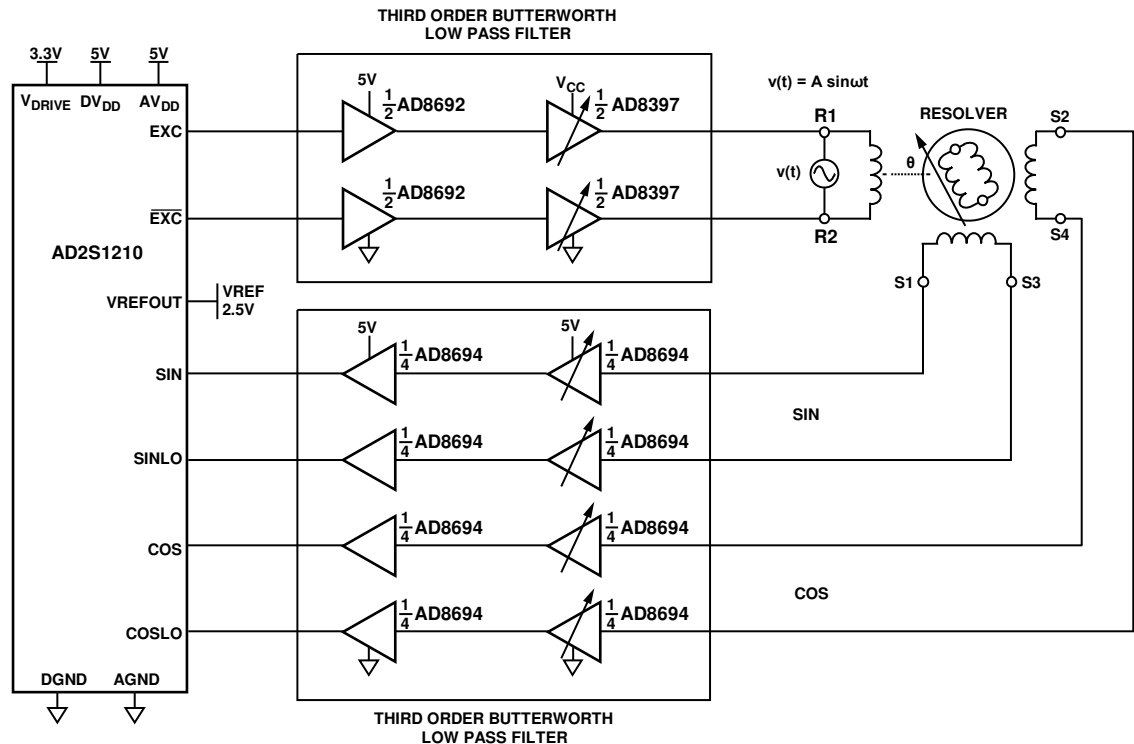 THIRD ORDER BUTTERWORTH
LOW PASS FILTER
3.3V 5V 5V
VDRIVE DVDD AVDD
EXC
5V
1/2 AD8692
VCC
1/2 AD8397
v(t) = A sinωt
R1
RESOLVER
S2
v(t)
θ
EXC
1/2 AD8692
1/2 AD8397
R2
S4
AD2S1210
S1
S3
VREFOUT
VREF
2.5V
5V
1/4 AD8694
5V
1/4 AD8694
SIN
SIN
SINLO
1/4 AD8694
1/4 AD8694
COS
1/4 AD8694
1/4 AD8694
COS
COSLO
1/4 AD8694
1/4 AD8694
DGND AGND
THIRD ORDER BUTTERWORTH
LOW PASS FILTER